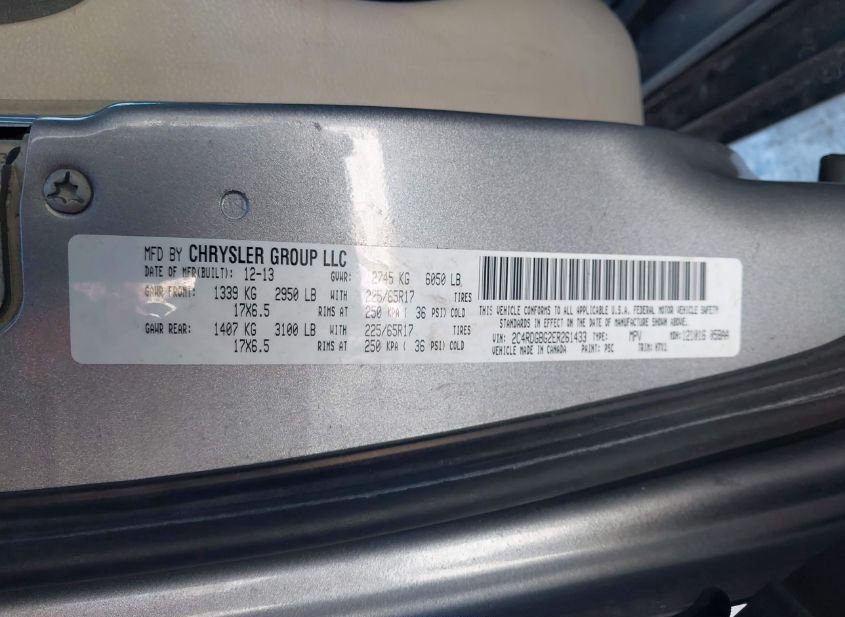 MFD BY CHRYSLER GROUP LLC
DATE OF MFR(BUILT): 12-13 GVWR: 2745 KG 6050 LB
GAWR FRONT: 1339 KG 2950 LB WITH 225/65R17 TIRES
17X6.5 RIMS AT 250 KPA ( 36 PSI) COLD
GAWR REAR: 1407 KG 3100 LB WITH 225/65R17 TIRES
17X6.5 RIMS AT 250 KPA ( 36 PSI) COLD
THIS VEHICLE CONFORMS TO ALL APPLICABLE U.S.A. FEDERAL MOTOR VEHICLE SAFETY
STANDARDS IN EFFECT ON THE DATE OF MANUFACTURE SHOWN ABOVE.
VIN: 2C4RDGBG2ER261433 TYPE: MPV MDH:121016 058AA
VEHICLE MADE IN CANADA PAINT: PSC TRIM: